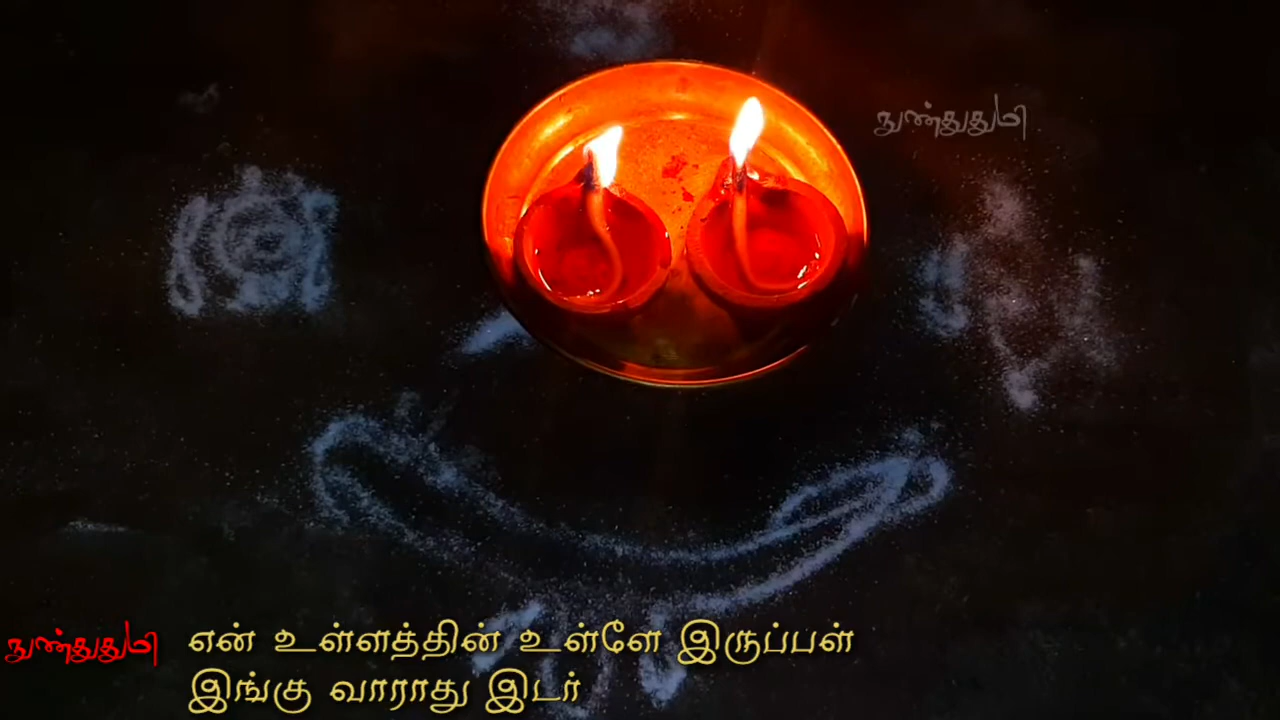 நுண்துதுமி
நுண்துதுமி
என் உள்ளத்தின் உள்ளே இருப்பள்
இங்கு வாராது இடர்